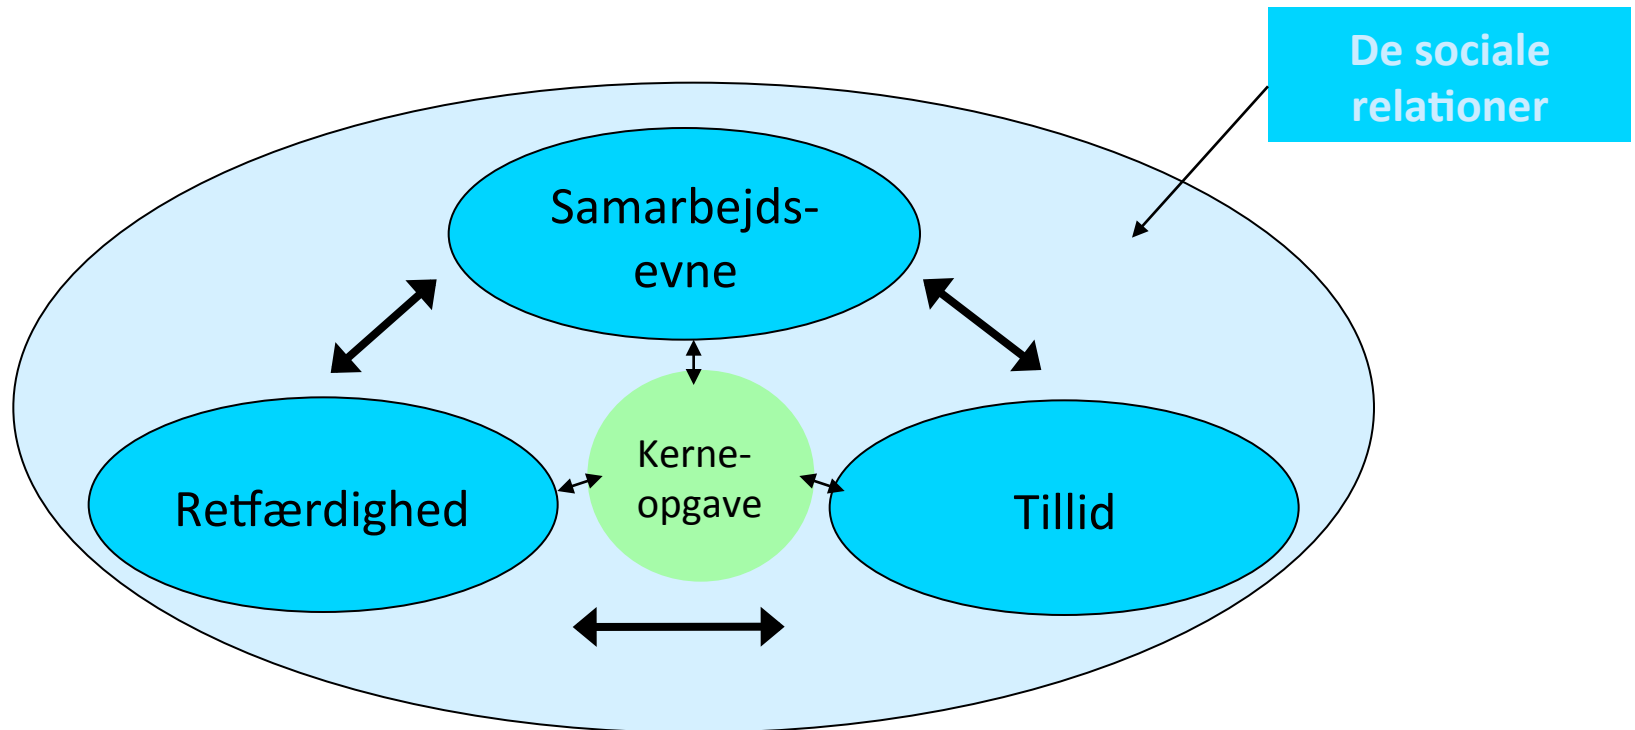 De sociale
relationer
Samarbejds-
evne
Kerne-
opgave
Retfærdighed
Tillid